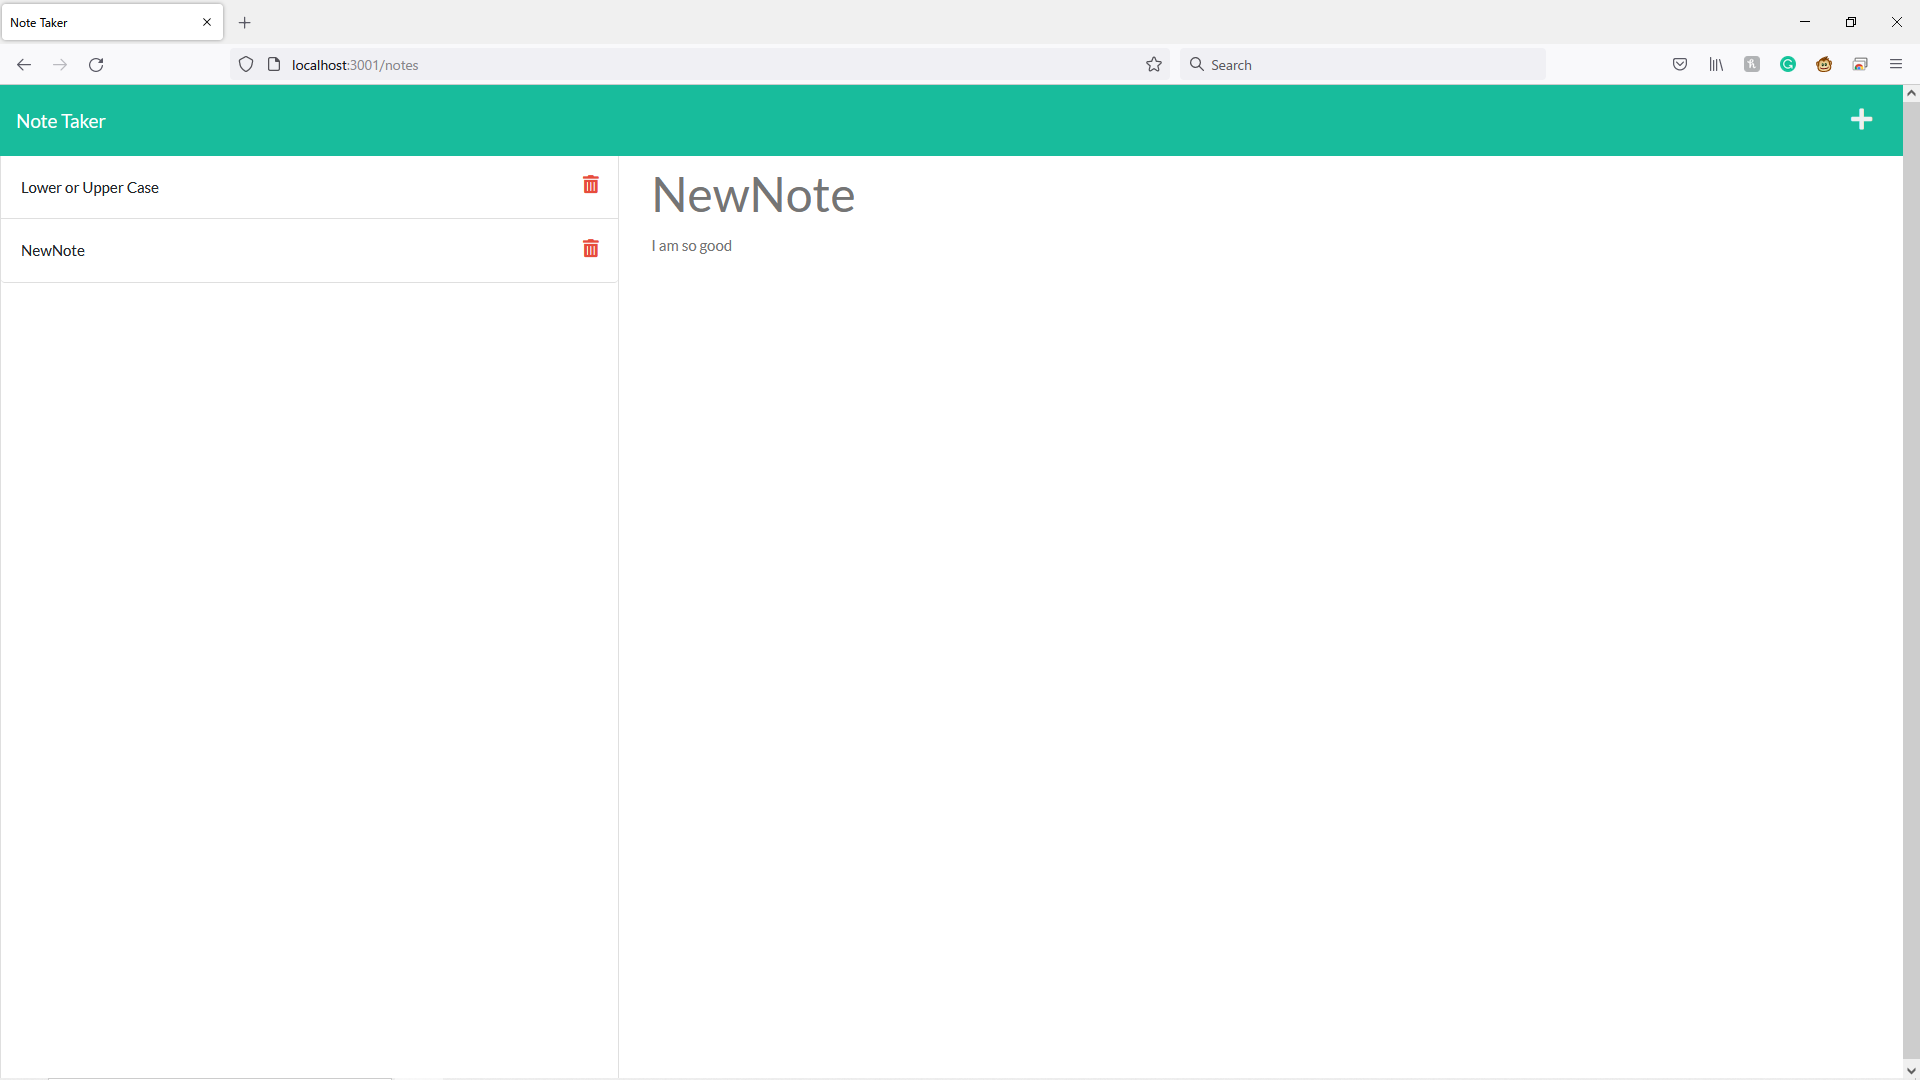 Note Taker
localhost:3001/notes
Search
Note Taker
Lower or Upper Case
NewNote
NewNote
I am so good